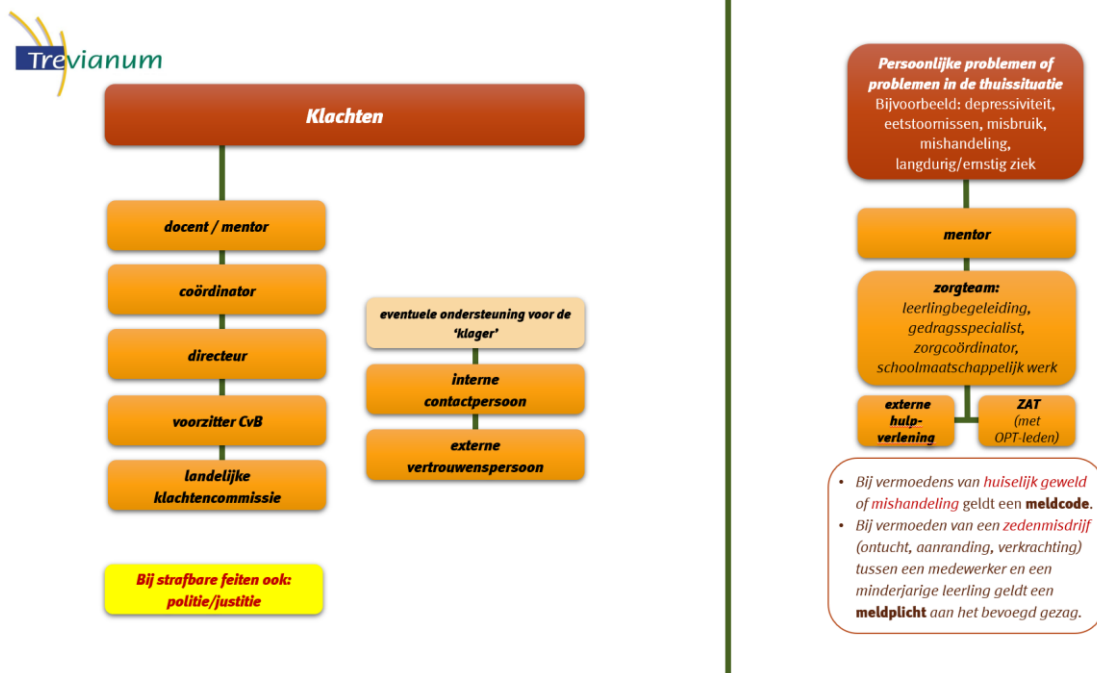 Trevianum
Klachten
docent / mentor
coördinator
directeur
voorzitter CvB
landelijke
klachtencommissie
eventuele ondersteuning voor de
‘klager’
interne
contactpersoon
externe
vertrouwenspersoon
Bij strafbare feiten ook:
politie/justitie
Persoonlijke problemen of
problemen in de thuissituatie
Bijvoorbeeld: depressiviteit,
eetstoornissen, misbruik,
mishandeling,
langdurig/ernstig ziek
mentor
zorgteam:
leerlingbegeleiding,
gedragsspecialist,
zorgcoördinator,
schoolmaatschappelijk werk
externe
hulp-
verlening
ZAT
(met
OPT-leden)
• Bij vermoedens van huiselijk geweld
of mishandeling geldt een meldcode.
• Bij vermoeden van een zedenmisdrijf
(ontucht, aanranding, verkrachting)
tussen een medewerker en een
minderjarige leerling geldt een
meldplicht aan het bevoegd gezag.